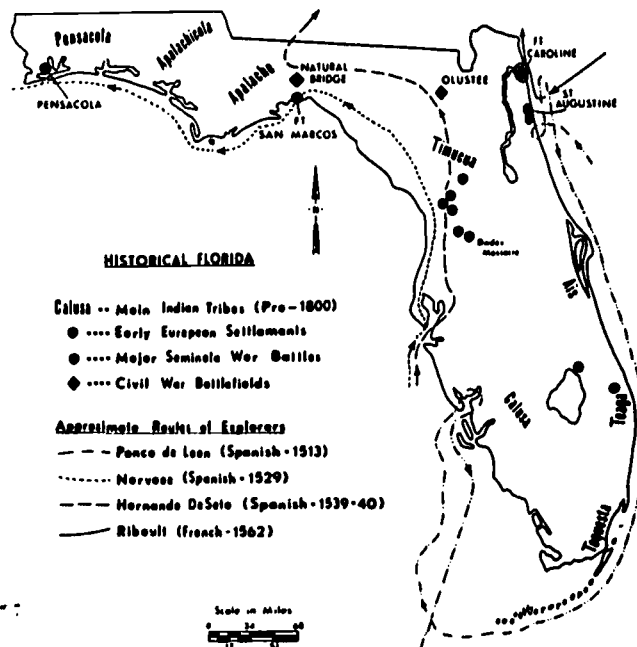 Pensacola
Apalachicola
Apalache
PENSACOLA
NATURAL
BRIDGE
FT
SAN MARCOS
OLUSTEE
FT
CAROLINE
ST
AUGUSTINE
Timucua
Dades
Massacre
N
HISTORICAL FLORIDA
Calusa .. Main Indian Tribes (Pre-1800)
.... Early European Settlements
.... Major Seminole War Battles
.... Civil War Battlefields
Approximate Routes of Explorers
Ponce de Leon (Spanish-1513)
Narvaez (Spanish-1529)
Hernando DeSoto (Spanish-1539-40)
Ribault (French-1562)
Ais
Calusa
Teaga
Tequesta
Scale in Miles
0
60